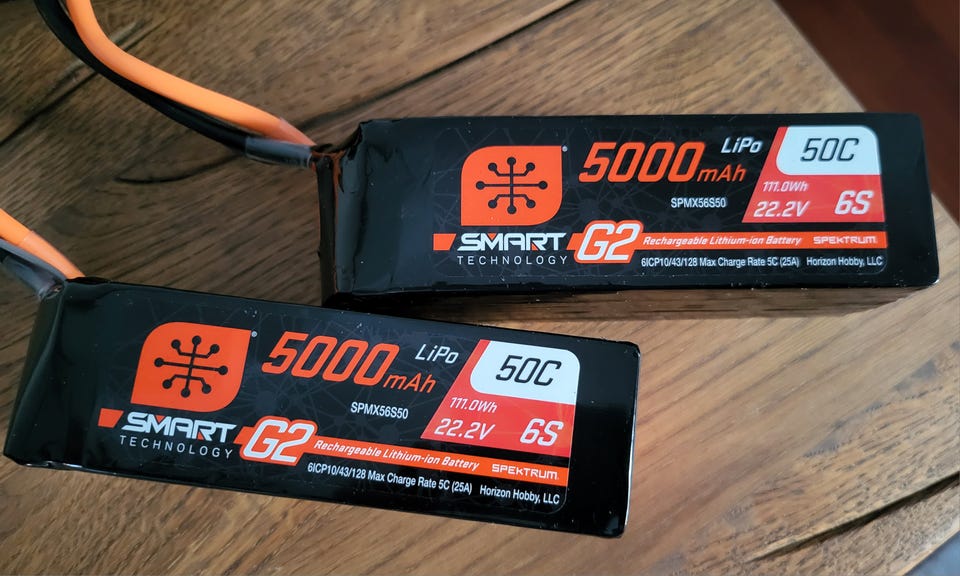 5000mAh LiPo 50C
SPMX56S50
111.0Wh
22.2V 6S
SMART G2 Rechargeable Lithium-ion Battery SPEKTRUM
TECHNOLOGY 6ICP10/43/128 Max Charge Rate 5C (25A) Horizon Hobby, LLC
5000mAh LiPo 50C
SPMX56S50
111.0Wh
22.2V 6S
SMART G2 Rechargeable Lithium-ion Battery SPEKTRUM
TECHNOLOGY 6ICP10/43/128 Max Charge Rate 5C (25A) Horizon Hobby, LLC